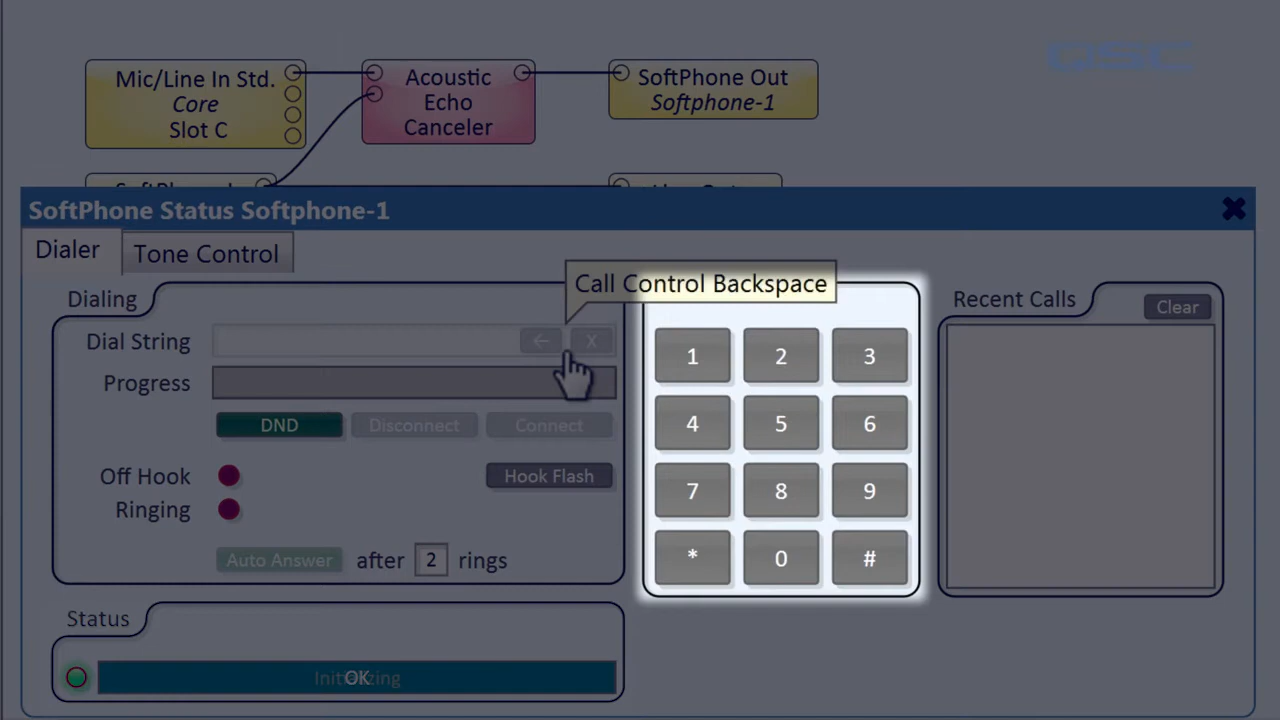 QSC
Mic/Line In Std.
Core
Slot C
Acoustic
Echo
Canceler
SoftPhone Out
Softphone-1
SoftPhone Status Softphone-1
Dialer
Tone Control
Call Control Backspace
Dialing
Dial String
← X
Progress
DND
Disconnect
Connect
Off Hook
Hook Flash
Ringing
Auto Answer after 2 rings
1 2 3
4 5 6
7 8 9
* 0 #
Recent Calls
Clear
Status
OK